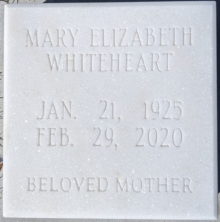 MARY ELIZABETH
WHITEHEART
JAN. 21, 1925
FEB. 29, 2020
BELOVED MOTHER